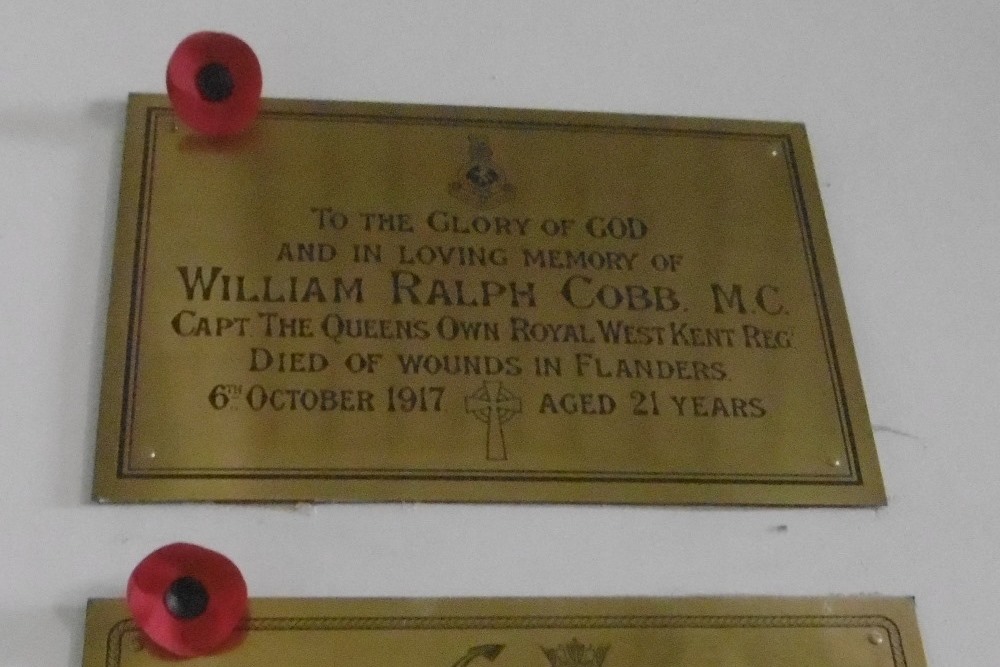 To the Glory of GOD
and in loving memory of
William Ralph Cobb. M.C.
Capt. The Queens Own Royal West Kent Regt
Died of wounds in Flanders.
6th October 1917 aged 21 years